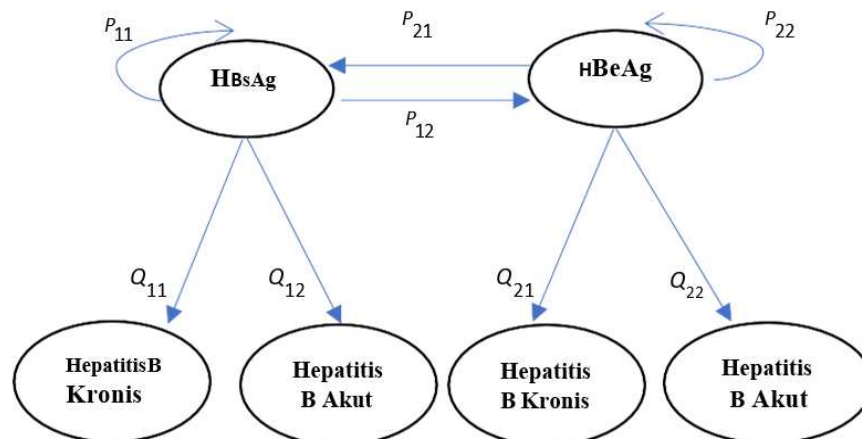 P11
P21
P22
HBsAg
HBeAg
P12
Q11
Q12
Q21
Q22
HepatitisB
Kronis
Hepatitis
B Akut
Hepatitis
B Kronis
Hepatitis
B Akut